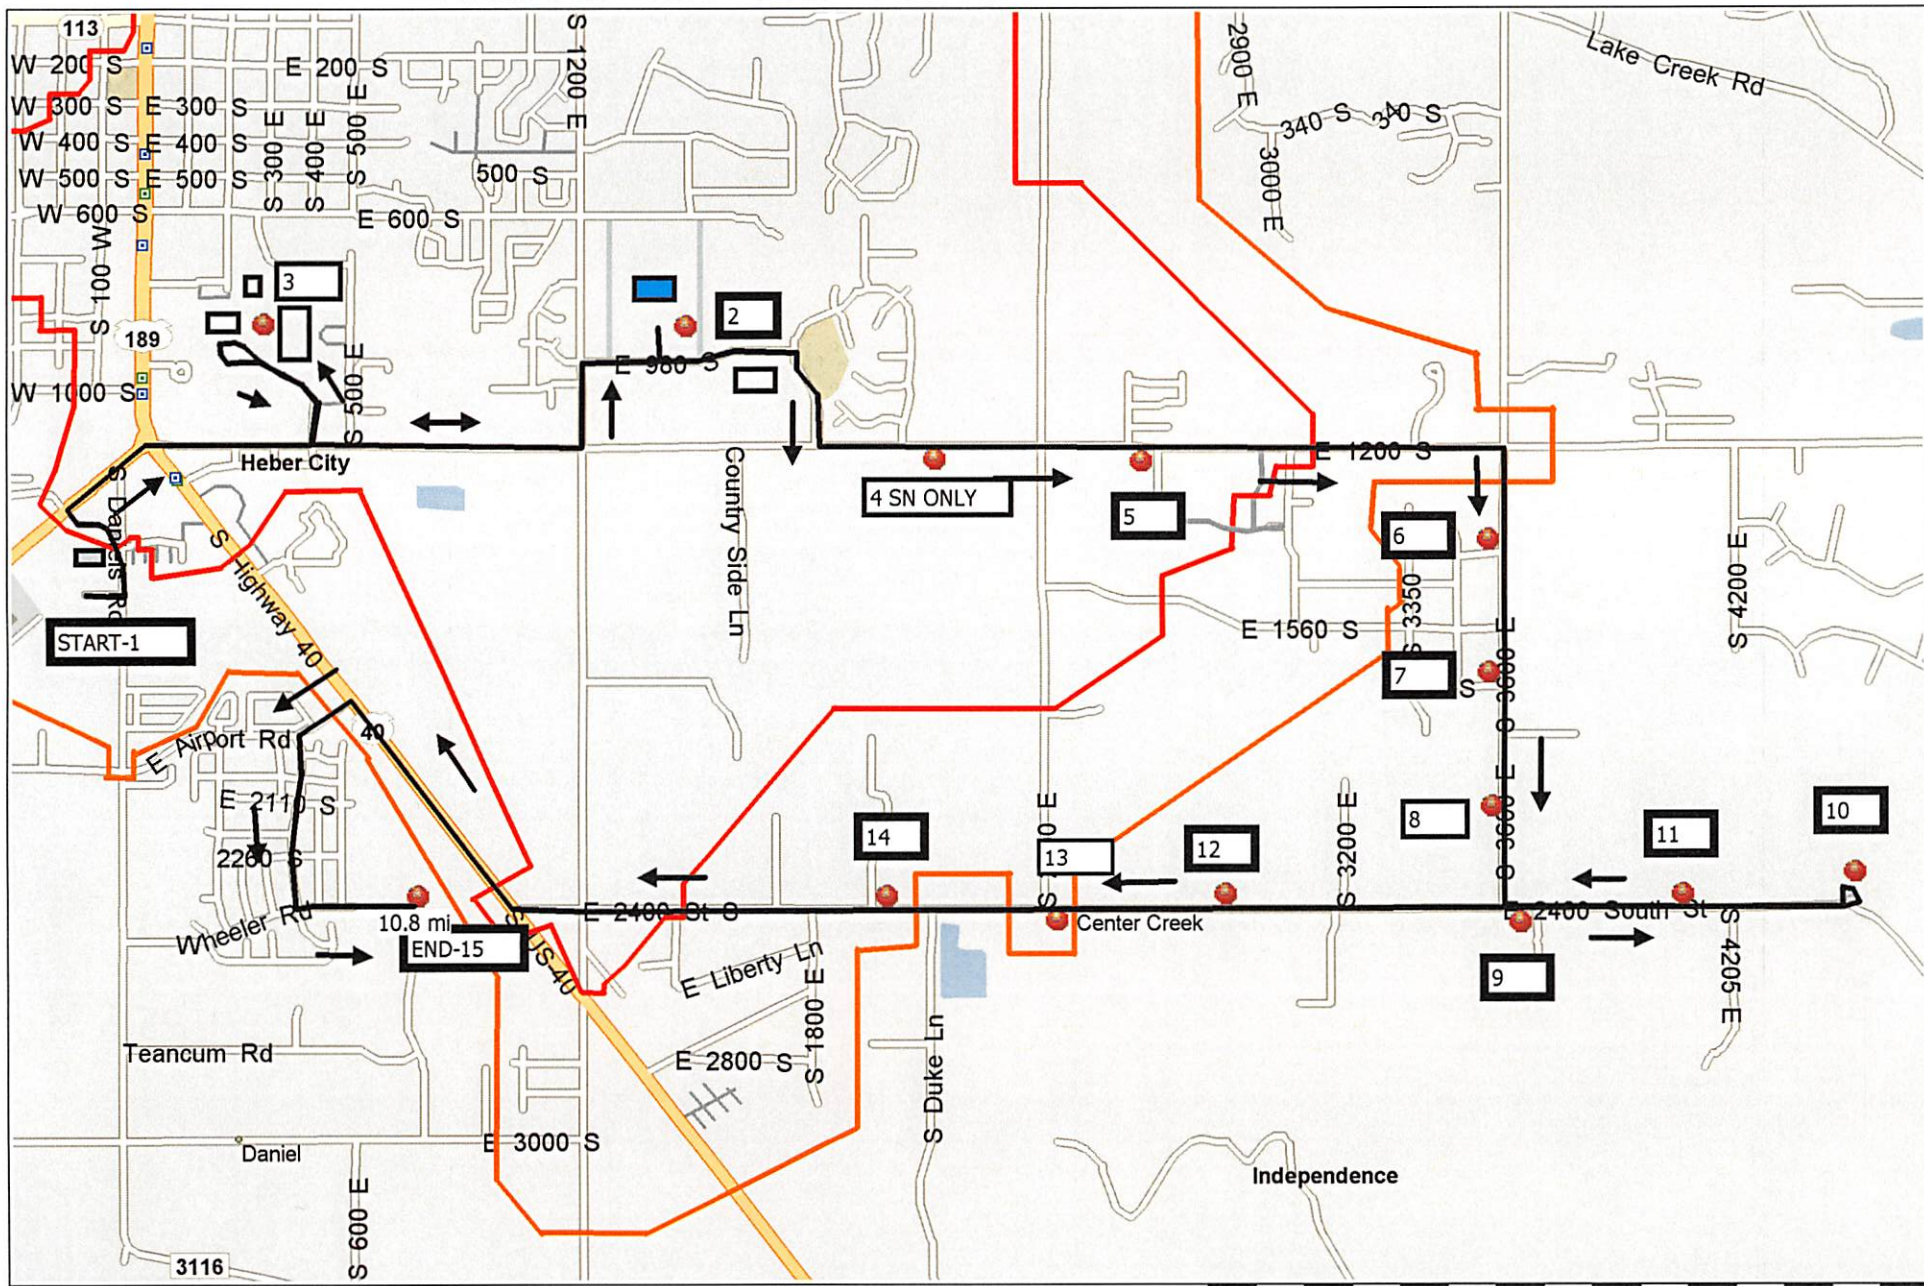 113
W 200 S
E 200 S
S 1200 E
2900 E
Lake Creek Rd
W 300 S
E 300 S
S 300 E
S 400 E
S 500 E
340 S
340 S
W 400 S
E 400 S
30000 E
W 500 S
E 500 S
500 S
W 600 S
E 600 S
S 100 W
3
2
189
E 980 S
W 1000 S
S 500 E
Heber City
E 1200 S
S Daniels Rd
Country Side Ln
4 SN ONLY
5
6
S Highway 40
S 3350
S 4200 E
START-1
E 1560 S
S 3600 E
7
S
40
E Airport Rd
E 2110 S
14
13
12
8
11
10
S 3200 E
S 3600 E
2260 S
Wheeler Rd
10.8 mi
END-15
E 2400 St S
Center Creek
E 2400 South St
S US-40
E Liberty Ln
9
S 4205 E
S 1800 E
Teancum Rd
E 2800 S
S Duke Ln
E 3000 S
Daniel
Independence
S 600 E
3116